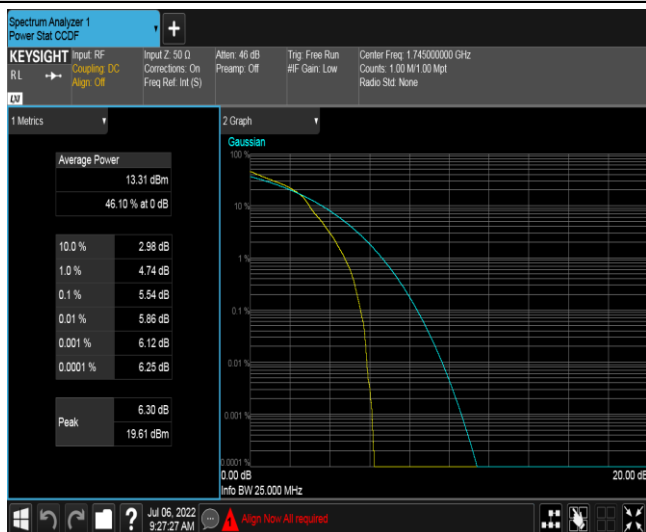 Spectrum Analyzer 1
Power Stat CCDF
+
KEYSIGHT
RL
LXI
Input: RF
Coupling: DC
Align: Off
Input Z: 50 Ω
Corrections: On
Freq Ref: Int (S)
Atten: 46 dB
Preamp: Off
Trig: Free Run
#IF Gain: Low
Center Freq: 1.745000000 GHz
Counts: 1.00 M/1.00 Mpt
Radio Std: None
1 Metrics
Average Power
13.31 dBm
46.10 % at 0 dB
10.0 % 2.98 dB
1.0 % 4.74 dB
0.1 % 5.54 dB
0.01 % 5.86 dB
0.001 % 6.12 dB
0.0001 % 6.25 dB
Peak
6.30 dB
19.61 dBm
2 Graph
Gaussian
100 %
10 %
1 %
0.1 %
0.01 %
0.001 %
0.0001 %
0.00 dB
20.00 dB
Info BW 25.000 MHz
?
Jul 06, 2022
9:27:27 AM
Align Now All required